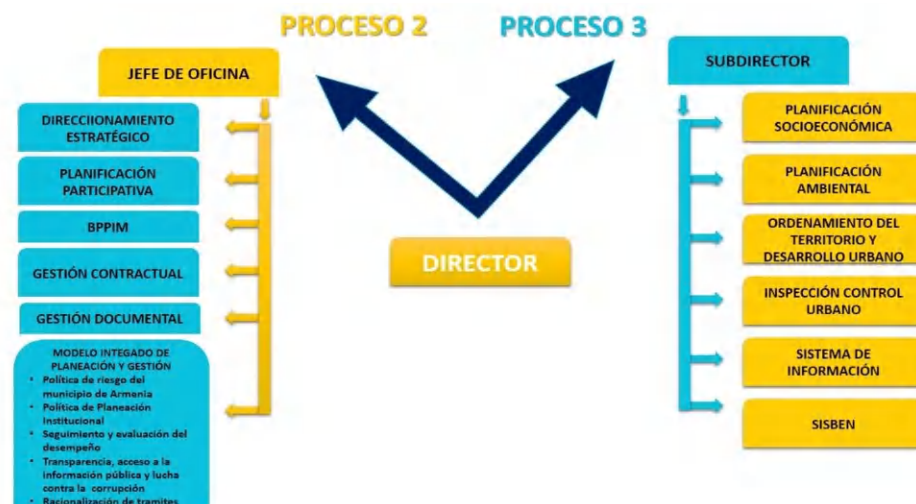 PROCESO 2
PROCESO 3
JEFE DE OFICINA
DIRECCIIONAMIENTO
ESTRATÉGICO
PLANIFICACIÓN
PARTICIPATIVA
BPPIM
GESTIÓN CONTRACTUAL
GESTIÓN DOCUMENTAL
MODELO INTEGADO DE
PLANEACIÓN Y GESTIÓN
• Política de riesgo del
municipio de Armenia
• Política de Planeación
Institucional
• Seguimiento y evaluación del
desempeño
• Transparencia, acceso a la
información pública y lucha
contra la corrupción
• Racionalización de tramites
DIRECTOR
SUBDIRECTOR
PLANIFICACIÓN
SOCIOECONÓMICA
PLANIFICACIÓN
AMBIENTAL
ORDENAMIENTO DEL
TERRITORIO Y
DESARROLLO URBANO
INSPECCIÓN CONTROL
URBANO
SISTEMA DE
INFORMACIÓN
SISBEN